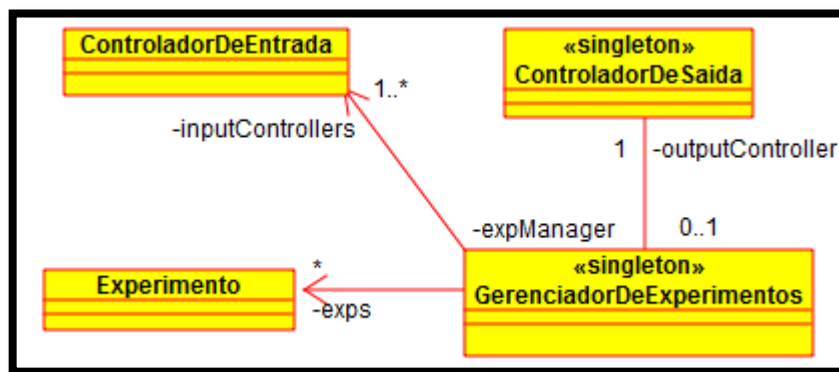 ControladorDeEntrada
«singleton»
ControladorDeSaida
1..*
-inputControllers
1
-outputController
-expManager
0..1
Experimento
*
-exps
«singleton»
GerenciadorDeExperimentos